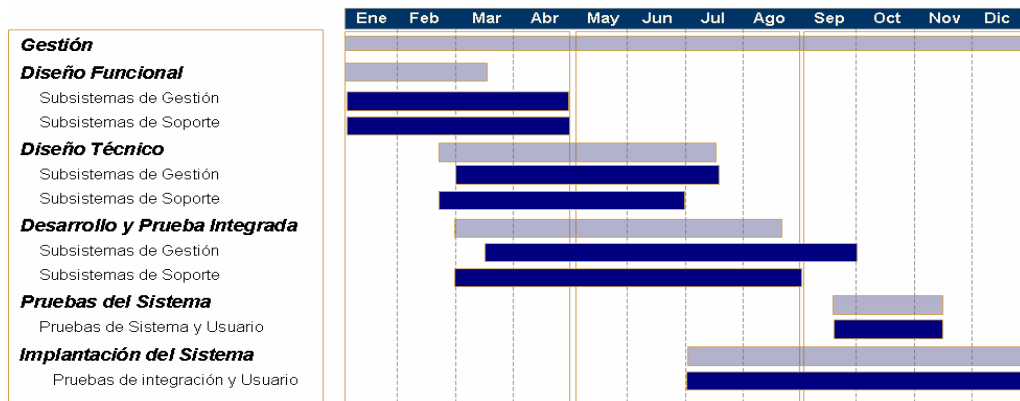 Ene Feb Mar Abr May Jun Jul Ago Sep Oct Nov Dic
Gestión
Diseño Funcional
Subsistemas de Gestión
Subsistemas de Soporte
Diseño Técnico
Subsistemas de Gestión
Subsistemas de Soporte
Desarrollo y Prueba Integrada
Subsistemas de Gestión
Subsistemas de Soporte
Pruebas del Sistema
Pruebas de Sistema y Usuario
Implantación del Sistema
Pruebas de integración y Usuario